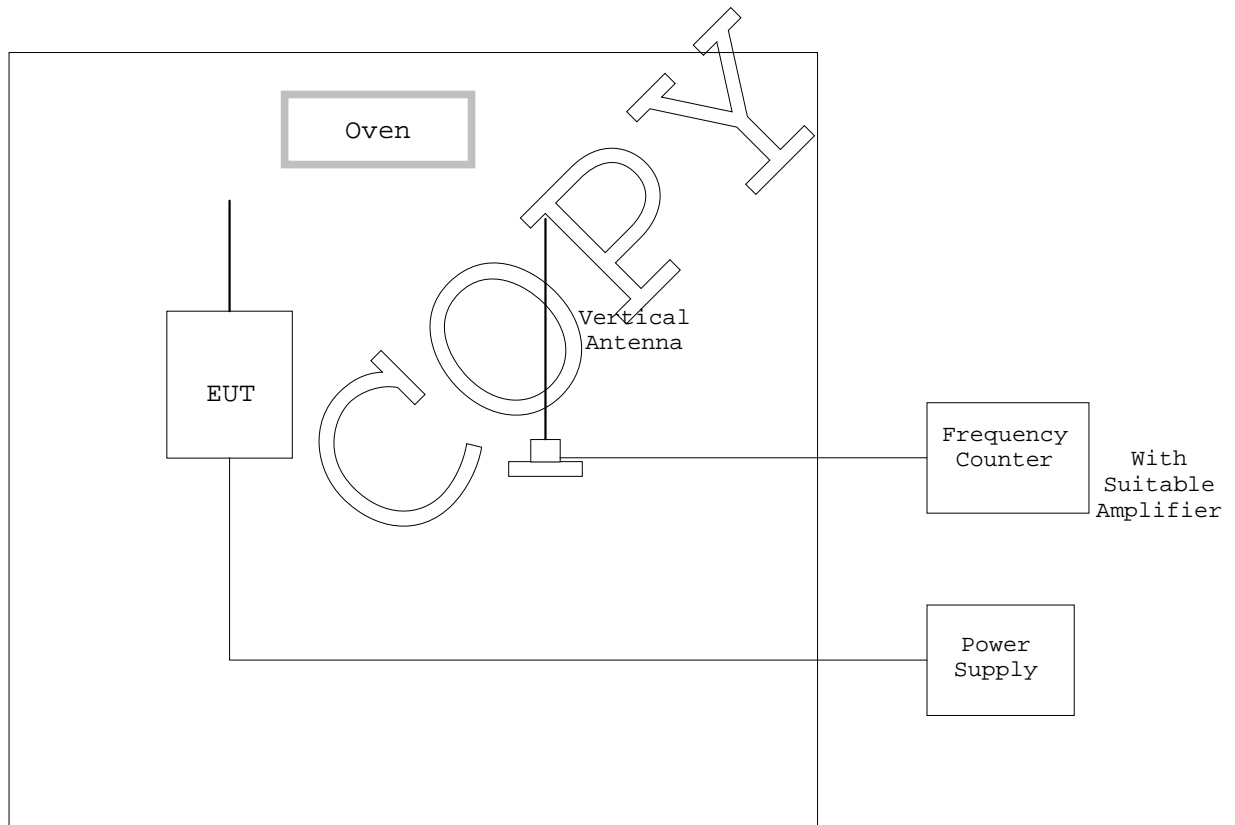 COPY
Oven
Vertical
Antenna
EUT
Frequency
Counter
With
Suitable
Amplifier
Power
Supply